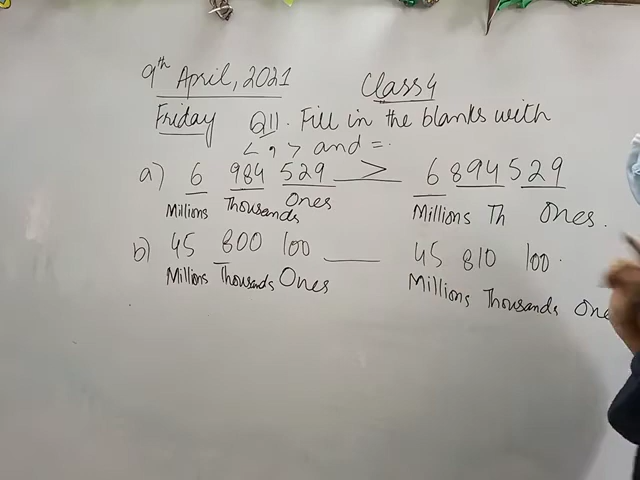 9th April, 2021 Class 4
Friday Q11. Fill in the blanks with
< , > and =.
a) 6 984 529 > 6 894 529
Millions Thousands Ones Millions Th Ones.
b) 45 800 100 ____ 45 810 100.
Millions Thousands Ones Millions Thousands One